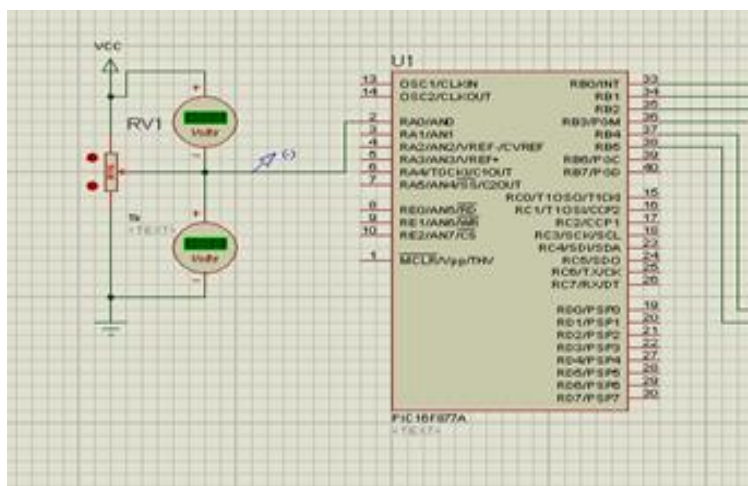 VCC
RV1
Volts
1k
<TEXT>
Volts
U1
13 OSC1/CLKIN RB0/INT 33
14 OSC2/CLKOUT RB1 34
RB2 35
2 RA0/AN0 RB3/PGM 36
3 RA1/AN1 RB4 37
4 RA2/AN2/VREF-/CVREF RB5 38
5 RA3/AN3/VREF+ RB6/PGC 39
6 RA4/T0CKI/C1OUT RB7/PGD 40
7 RA5/AN4/SS/C2OUT
RC0/T1OSO/T1CKI 15
8 RE0/AN5/RD RC1/T1OSI/CCP2 16
9 RE1/AN6/WR RC2/CCP1 17
10 RE2/AN7/CS RC3/SCK/SCL 18
RC4/SDI/SDA 23
1 MCLR/Vpp/THV RC5/SDO 24
RC6/TX/CK 25
RC7/RX/DT 26
RD0/PSP0 19
RD1/PSP1 20
RD2/PSP2 21
RD3/PSP3 22
RD4/PSP4 27
RD5/PSP5 28
RD6/PSP6 29
RD7/PSP7 30
PIC16F877A
<TEXT>